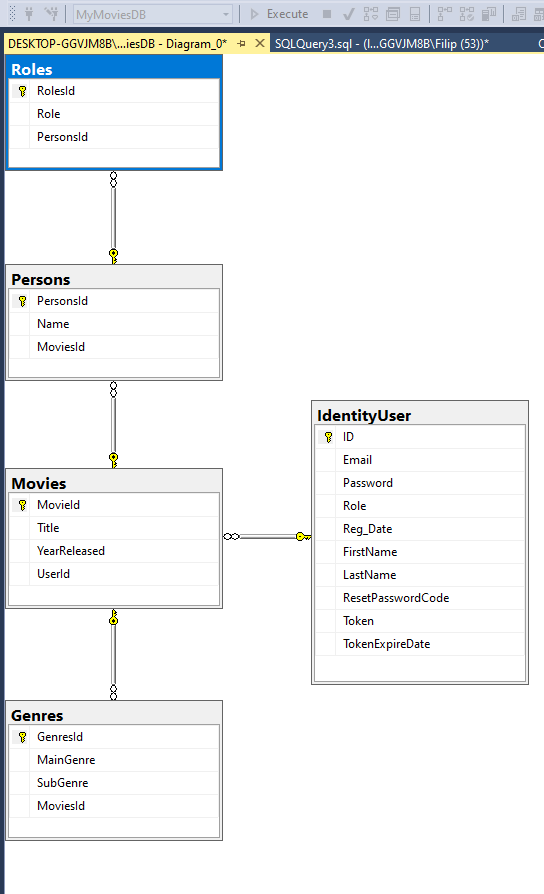 MyMoviesDB Execute
DESKTOP-GGVJM8B\...iesDB - Diagram_0* SQLQuery3.sql - (l...GGVJM8B\Filip (53))*
Roles
RolesId
Role
PersonsId
Persons
PersonsId
Name
MoviesId
Movies
MovieId
Title
YearReleased
UserId
IdentityUser
ID
Email
Password
Role
Reg_Date
FirstName
LastName
ResetPasswordCode
Token
TokenExpireDate
Genres
GenresId
MainGenre
SubGenre
MoviesId